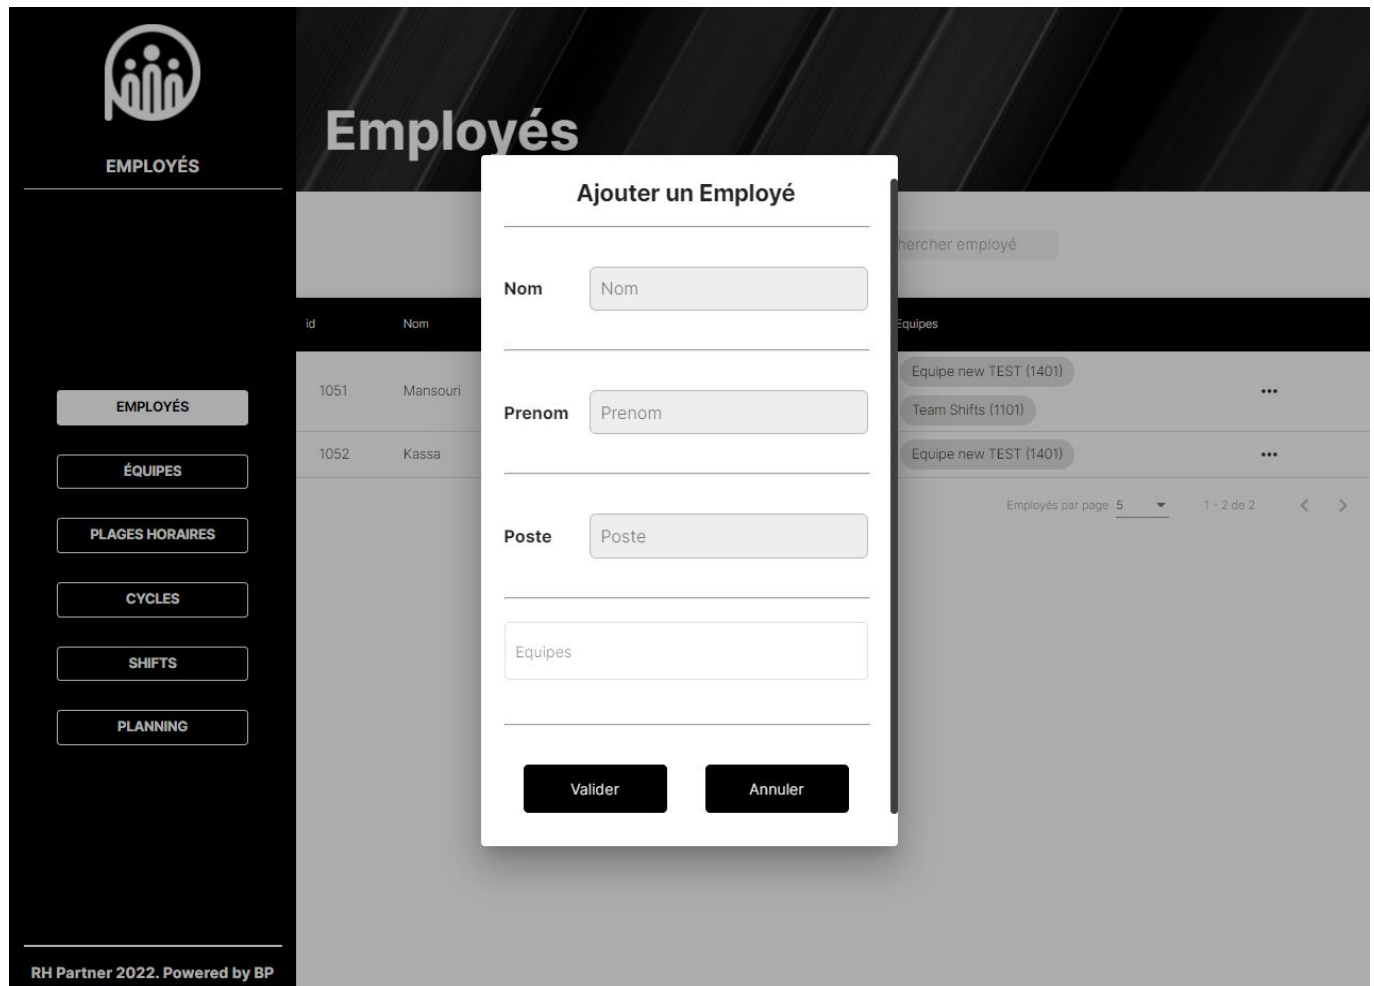 EMPLOYÉS
Employés
Ajouter un Employé
hercher employé
Nom
Nom
id
Nom
Equipes
1051
Mansouri
Equipe new TEST (1401)
•••
Team Shifts (1101)
Prenom
Prenom
1052
Kassa
Equipe new TEST (1401)
•••
Employés par page 5
1 - 2 de 2
Poste
Poste
Equipes
Valider
Annuler
EMPLOYÉS
ÉQUIPES
PLAGES HORAIRES
CYCLES
SHIFTS
PLANNING
RH Partner 2022. Powered by BP